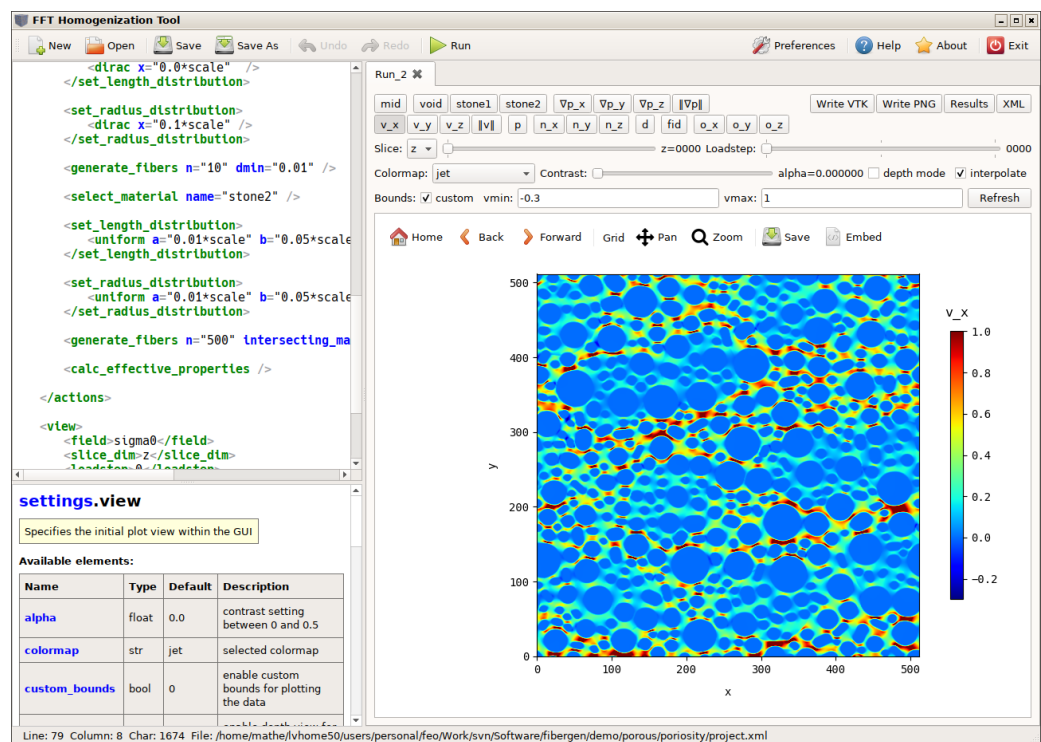 FFT Homogenization Tool
New Open Save Save As Undo Redo Run Preferences Help About Exit
<dirac x="0.0*scale" />
</set_length_distribution>
<set_radius_distribution>
<dirac x="0.1*scale" />
</set_radius_distribution>
<generate_fibers n="10" dmin="0.01" />
<select_material name="stone2" />
<set_length_distribution>
<uniform a="0.01*scale" b="0.05*scale
</set_length_distribution>
<set_radius_distribution>
<uniform a="0.01*scale" b="0.05*scale
</set_radius_distribution>
<generate_fibers n="500" intersecting_ma
<calc_effective_properties />
</actions>
<view>
<field>sigma0</field>
<slice_dim>z</slice_dim>
<loadstep>0</loadstep>
settings.view
Specifies the initial plot view within the GUI
Available elements:
Name Type Default Description
alpha float 0.0 contrast setting
between 0 and 0.5
colormap str jet selected colormap
custom_bounds bool 0 enable custom
bounds for plotting
the data
enable depth view for
Run_2
mid void stone1 stone2 ∇p_x ∇p_y ∇p_z ‖∇p‖ Write VTK Write PNG Results XML
v_x v_y v_z ‖v‖ p n_x n_y n_z d fid o_x o_y o_z
Slice: z z=0000 Loadstep: 0000
Colormap: jet Contrast: alpha=0.000000 depth mode interpolate
Bounds: custom vmin: -0.3 vmax: 1 Refresh
Home Back Forward Grid Pan Zoom Save Embed
500
400
300
200
100
0
y
0 100 200 300 400 500
x
v_x
1.0
0.8
0.6
0.4
0.2
0.0
−0.2
Line: 79 Column: 8 Char: 1674 File: /home/mathe/lvhome50/users/personal/feo/Work/svn/Software/fibergen/demo/porous/poriosity/project.xml